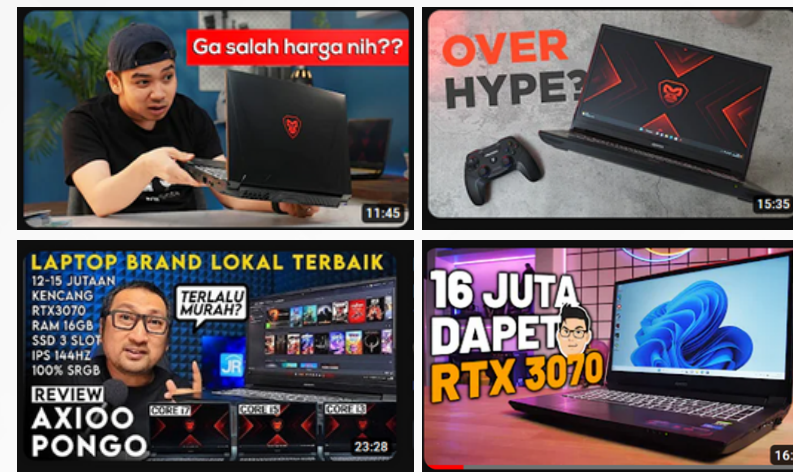 Ga salah harga nih??
11:45
OVER
HYPE?
15:35
LAPTOP BRAND LOKAL TERBAIK
12-15 JUTAAN
KENCANG
RTX3070
RAM 16GB
SSD 3 SLOT
IPS 144HZ
100% SRGB
TERLALU
MURAH?
JR
REVIEW
AXIOO
PONGO
CORE i7
CORE i5
CORE i3
23:28
16 JUTA
DAPET
RTX 3070
16: